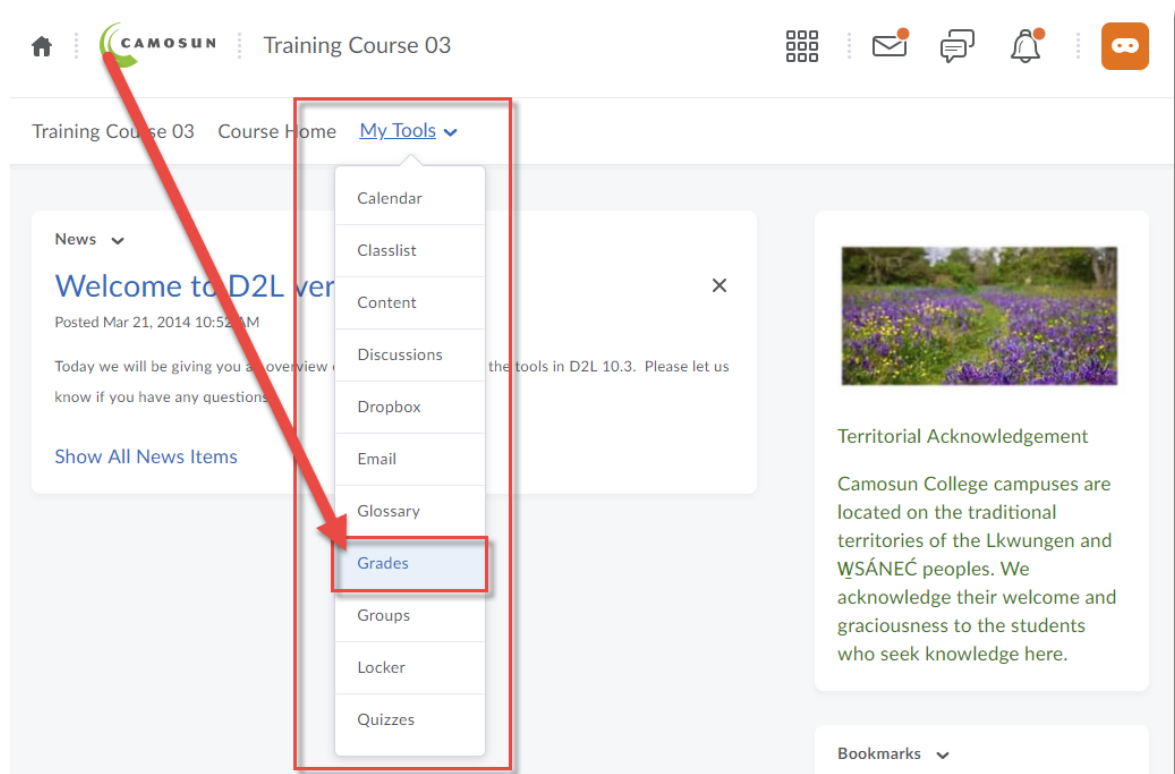 CAMOSUN
Training Course 03
Training Course 03 Course Home My Tools
Calendar
Classlist
Content
Discussions
Dropbox
Email
Glossary
Grades
Groups
Locker
Quizzes
News
Welcome to D2L ver
Posted Mar 21, 2014 10:52 AM
Today we will be giving you an overview the tools in D2L 10.3. Please let us
know if you have any questions
Show All News Items
Territorial Acknowledgement
Camosun College campuses are
located on the traditional
territories of the Lkwungen and
W̱SÁNEĆ peoples. We
acknowledge their welcome and
graciousness to the students
who seek knowledge here.
Bookmarks